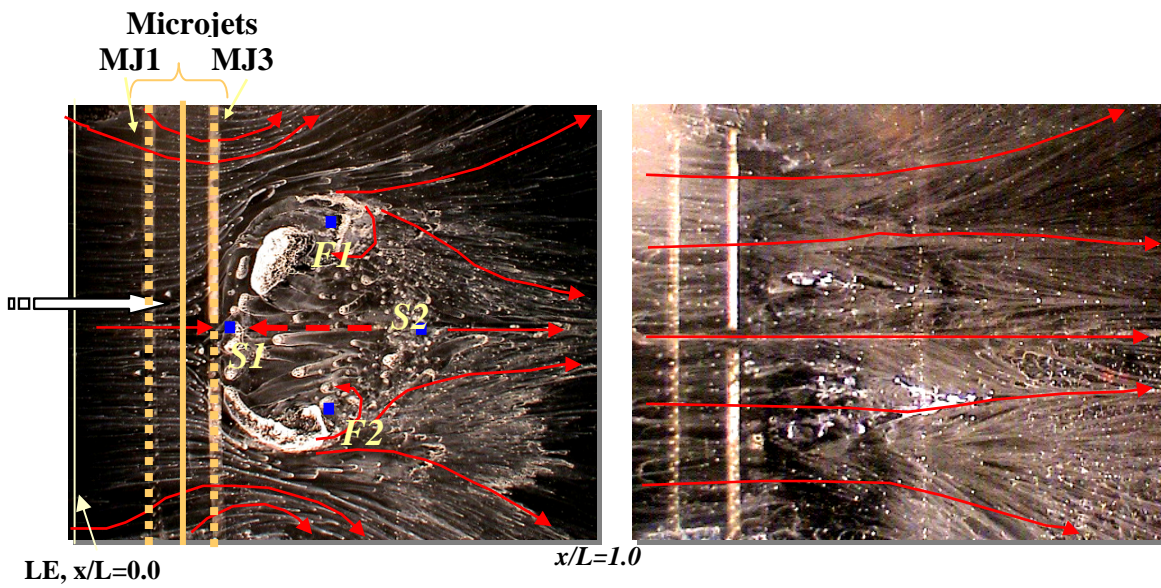 Microjets
MJ1 MJ3
F1
S2
S1
F2
x/L=1.0
LE, x/L=0.0